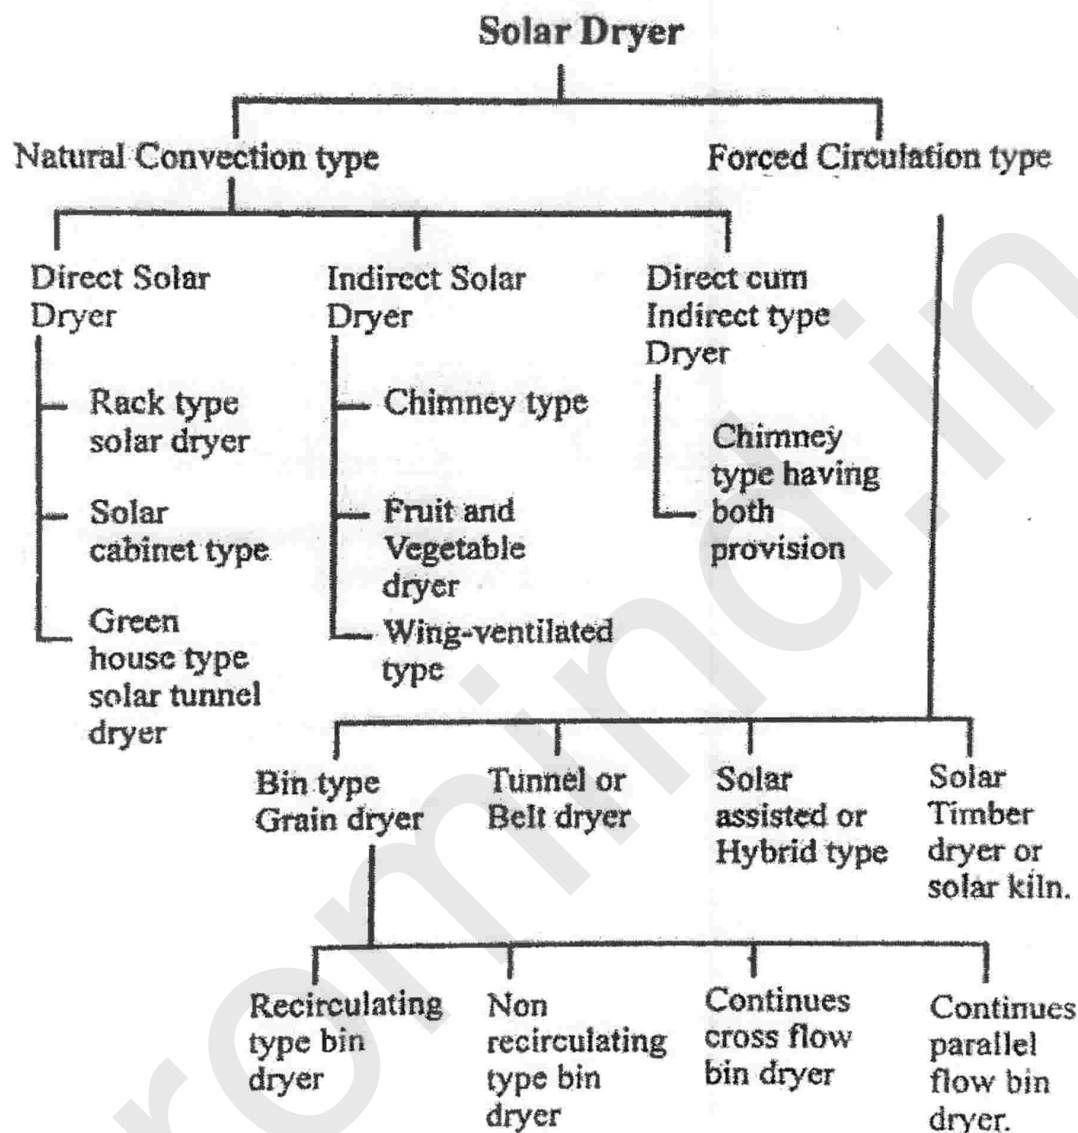 Solar Dryer
Natural Convection type
Forced Circulation type
Direct Solar
Dryer
Indirect Solar
Dryer
Direct cum
Indirect type
Dryer
Rack type
solar dryer
Solar
cabinet type
Green
house type
solar tunnel
dryer
Chimney type
Fruit and
Vegetable
dryer
Wing-ventilated
type
Chimney
type having
both
provision
Bin type
Grain dryer
Tunnel or
Belt dryer
Solar
assisted or
Hybrid type
Solar
Timber
dryer or
solar kiln.
Recirculating
type bin
dryer
Non
recirculating
type bin
dryer
Continues
cross flow
bin dryer
Continues
parallel
flow bin
dryer.
romind.in